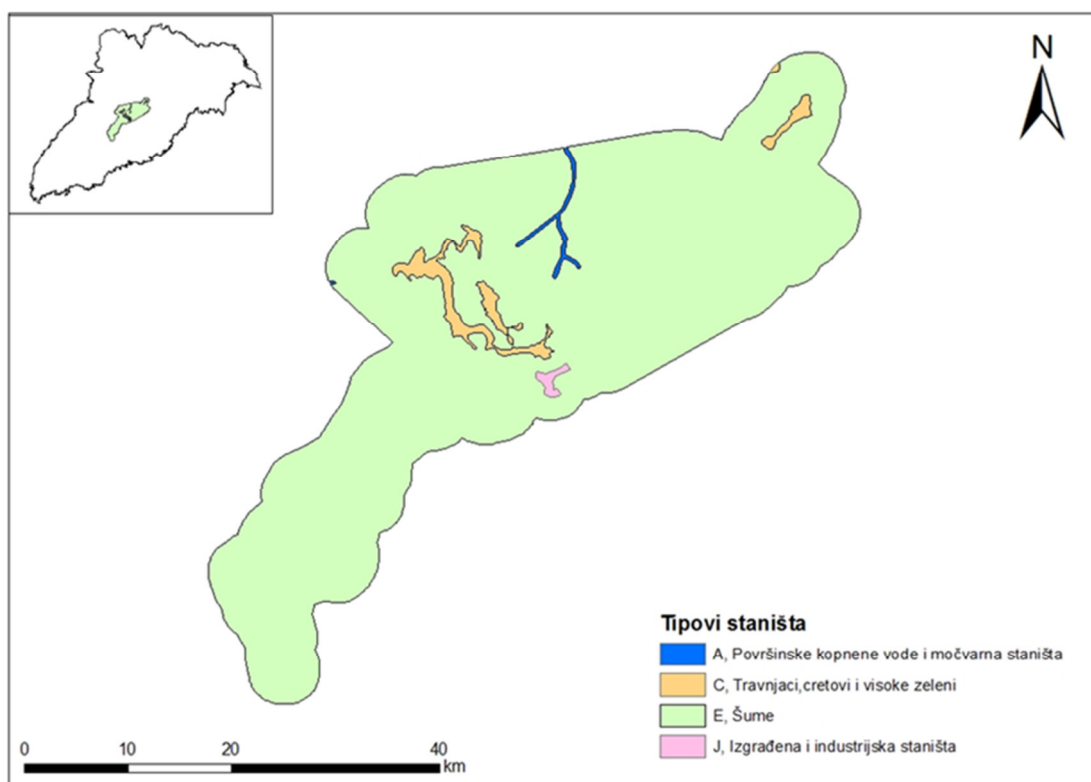 N
Tipovi staništa
A, Površinske kopnene vode i močvarna staništa
C, Travnjaci,cretovi i visoke zeleni
E, Šume
J, Izgrađena i industrijska staništa
0 10 20 40
km